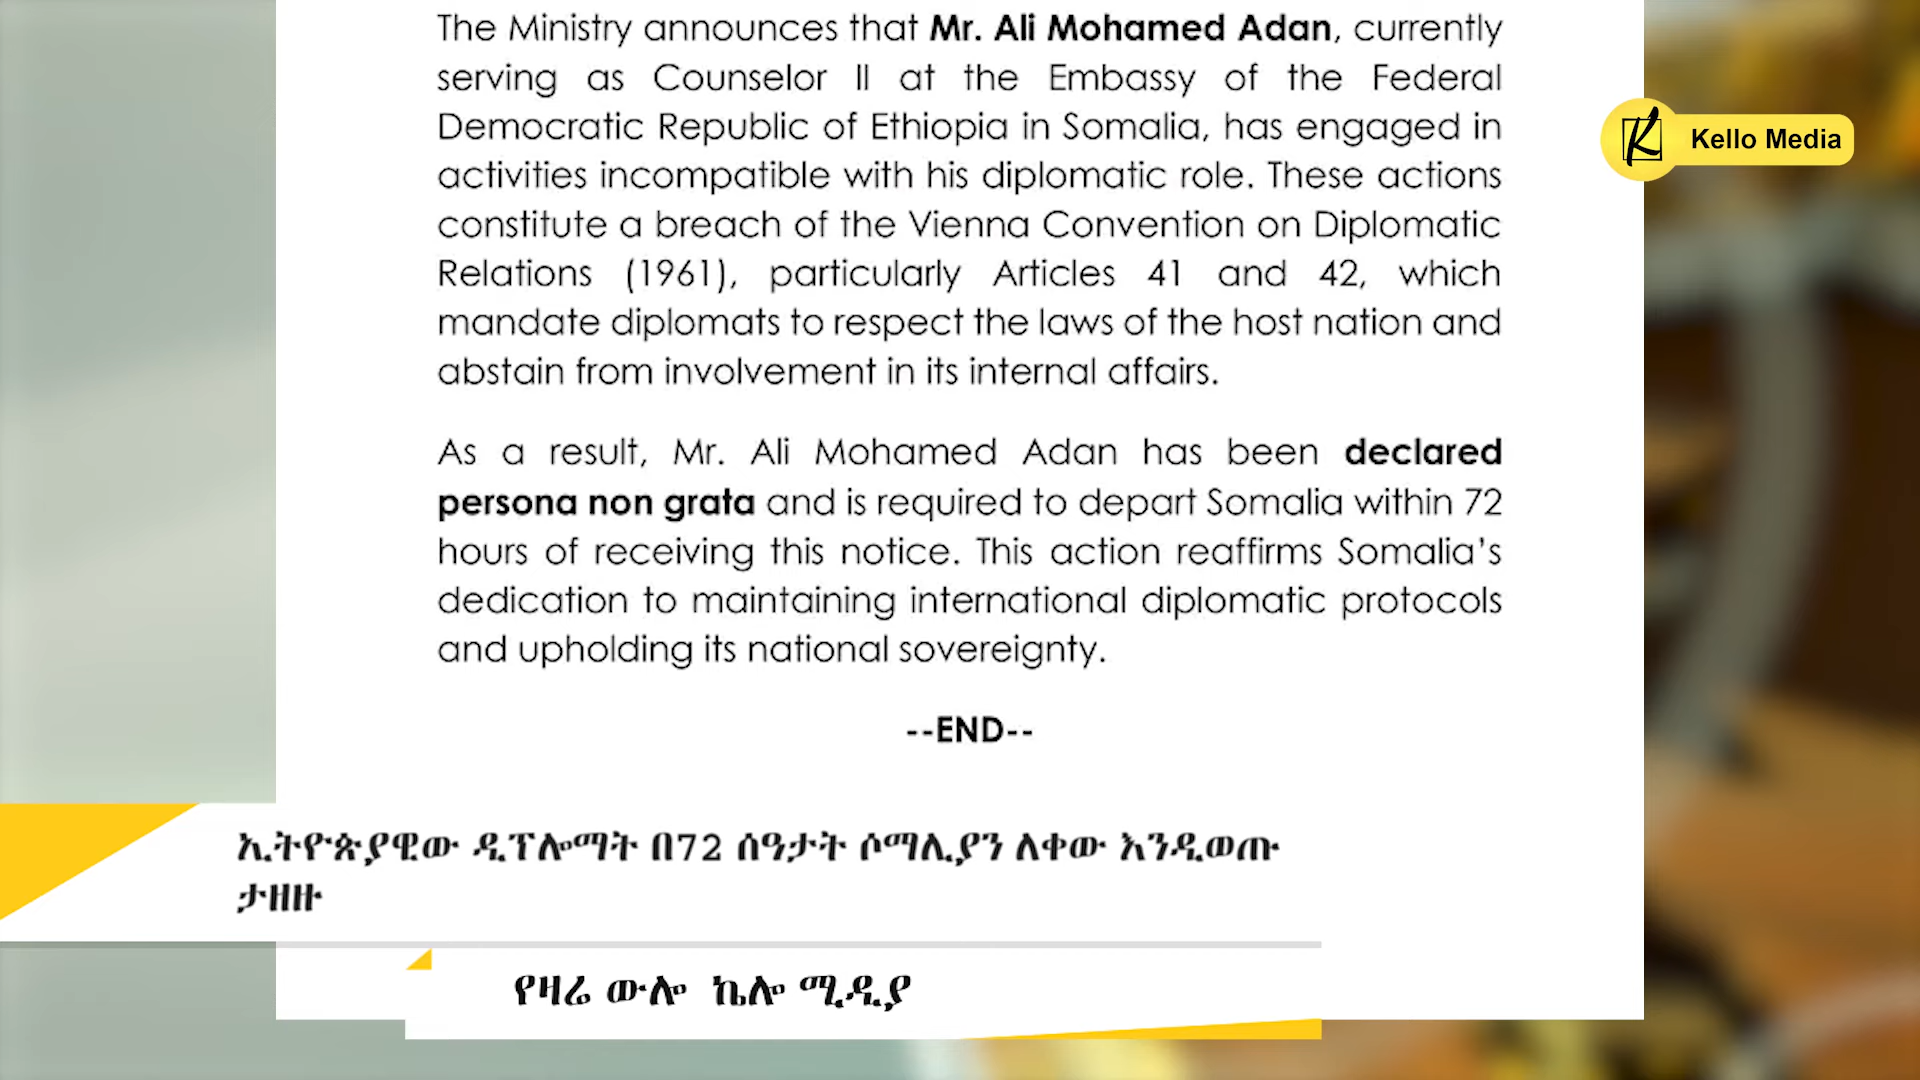 The Ministry announces that Mr. Ali Mohamed Adan, currently
serving as Counselor II at the Embassy of the Federal
Democratic Republic of Ethiopia in Somalia, has engaged in
activities incompatible with his diplomatic role. These actions
constitute a breach of the Vienna Convention on Diplomatic
Relations (1961), particularly Articles 41 and 42, which
mandate diplomats to respect the laws of the host nation and
abstain from involvement in its internal affairs.
As a result, Mr. Ali Mohamed Adan has been declared
persona non grata and is required to depart Somalia within 72
hours of receiving this notice. This action reaffirms Somalia’s
dedication to maintaining international diplomatic protocols
and upholding its national sovereignty.
--END--
K Kello Media
ኢትዮጵያዊው ዲፕሎማት በ72 ሰዓታት ሶማሊያን ለቀው እንዲወጡ
ታዘዙ
የዛሬ ውሎ ኬሎ ሚዲያ